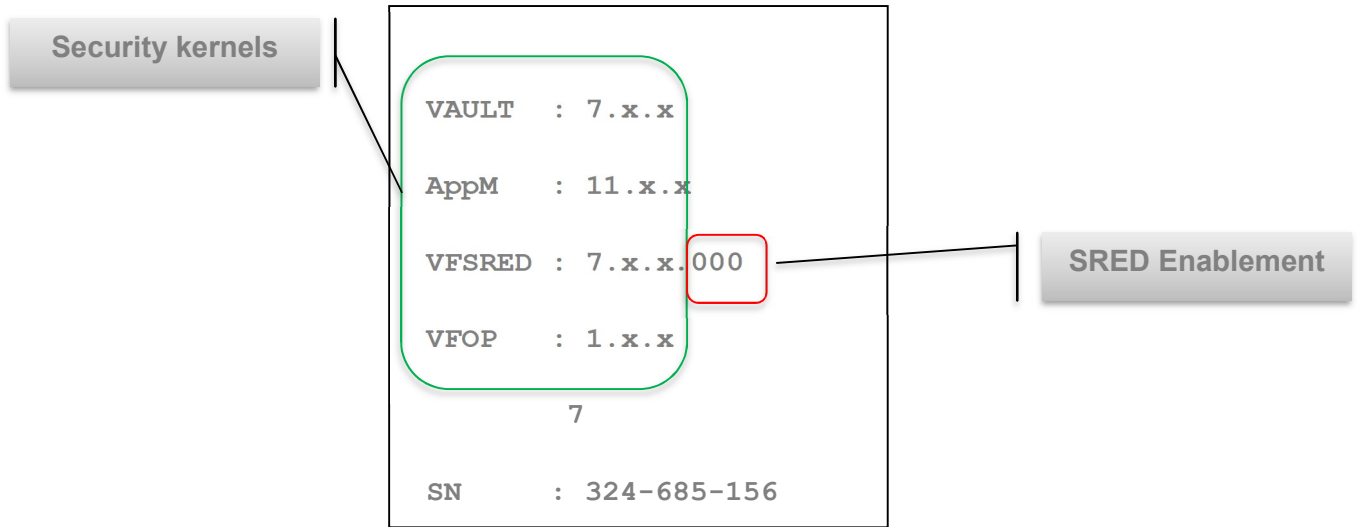 Security kernels
VAULT : 7.x.x
AppM : 11.x.x
VFSRED : 7.x.x.000
SRED Enablement
VFOP : 1.x.x
7
SN : 324-685-156